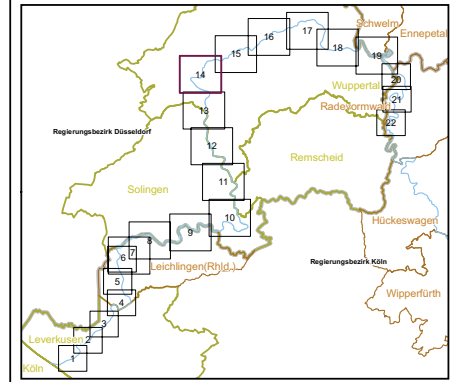 Schwelm
Ennepetal
17
16
15
18
19
14
20
Wuppertal
21
Radevormwald
13
22
Regierungsbezirk Düsseldorf
12
Remscheid
11
Solingen
10
Hückeswagen
9
8
7
6
Leichlingen(Rhld.)
Regierungsbezirk Köln
5
Wipperfürth
4
3
Leverkusen
2
1
Köln